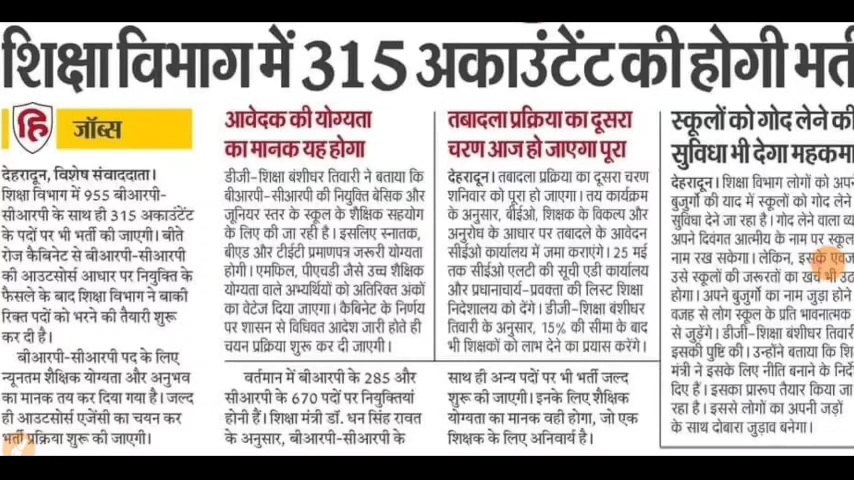 शिक्षा विभाग में 315 अकाउंटेंट की होगी भर्ती
हि जॉब्स
देहरादून, विशेष संवाददाता।
शिक्षा विभाग में 955 बीआरपी-
सीआरपी के साथ ही 315 अकाउंटेंट
के पदों पर भी भर्ती की जाएगी। बीते
रोज कैबिनेट से बीआरपी-सीआरपी
की आउटसोर्स आधार पर नियुक्ति के
फैसले के बाद शिक्षा विभाग ने बाकी
रिक्त पदों को भरने की तैयारी शुरू
कर दी है।
बीआरपी-सीआरपी पद के लिए
न्यूनतम शैक्षिक योग्यता और अनुभव
का मानक तय कर दिया गया है। जल्द
ही आउटसोर्स एजेंसी का चयन कर
भर्ती प्रक्रिया शुरू की जाएगी।
आवेदक की योग्यता
का मानक यह होगा
डीजी-शिक्षा बंशीधर तिवारी ने बताया कि
बीआरपी-सीआरपी की नियुक्ति बेसिक और
जूनियर स्तर के स्कूल के शैक्षिक सहयोग
के लिए की जा रही है। इसलिए स्नातक,
बीएड और टीईटी प्रमाणपत्र जरूरी योग्यता
होगी। एमफिल, पीएचडी जैसे उच्च शैक्षिक
योग्यता वाले अभ्यर्थियों को अतिरिक्त अंकों
का वेटेज दिया जाएगा। कैबिनेट के निर्णय
पर शासन से विधिवत आदेश जारी होते ही
चयन प्रक्रिया शुरू कर दी जाएगी।
वर्तमान में बीआरपी के 285 और
सीआरपी के 670 पदों पर नियुक्तियां
होनी हैं। शिक्षा मंत्री डॉ. धन सिंह रावत
के अनुसार, बीआरपी-सीआरपी के
साथ ही अन्य पदों पर भी भर्ती जल्द
शुरू की जाएगी। इनके लिए शैक्षिक
योग्यता का मानक वही होगा, जो एक
शिक्षक के लिए अनिवार्य है।
तबादला प्रक्रिया का दूसरा
चरण आज हो जाएगा पूरा
देहरादून। तबादला प्रक्रिया का दूसरा चरण
शनिवार को पूरा हो जाएगा। तय कार्यक्रम
के अनुसार, बीईओ, शिक्षक के विकल्प और
अनुरोध के आधार पर तबादले के आवेदन
सीईओ कार्यालय में जमा कराएंगे। 25 मई
तक सीईओ एलटी की सूची एडी कार्यालय
और प्रधानाचार्य-प्रवक्ता की लिस्ट शिक्षा
निदेशालय को देंगे। डीजी-शिक्षा बंशीधर
तिवारी के अनुसार, 15% की सीमा के बाद
भी शिक्षकों को लाभ देने का प्रयास करेंगे।
स्कूलों को गोद लेने की
सुविधा भी देगा महकमा
देहरादून। शिक्षा विभाग लोगों को अपने
बुजुर्गो की याद में स्कूलों को गोद लेने
सुविधा देने जा रहा है। गोद लेने वाला
अपने दिवंगत आत्मीय के नाम पर स्कूल
नाम रख सकेगा। लेकिन, इसके एवज
उसे स्कूलों की जरूरतों का खर्च भी
होगा। अपने बुजुर्गों का नाम जुड़ा होने
वजह से लोग स्कूल के प्रति भावनात्मक
से जुड़ेंगे। डीजी-शिक्षा बंशीधर तिवारी
इसकी पुष्टि की। उन्होंने बताया कि
मंत्री ने इसके लिए नीति बनाने के
दिए हैं। इसका प्रारूप तैयार किया जा
रहा है। इससे लोगों का अपनी जड़ों
के साथ दोबारा जुड़ाव बनेगा।